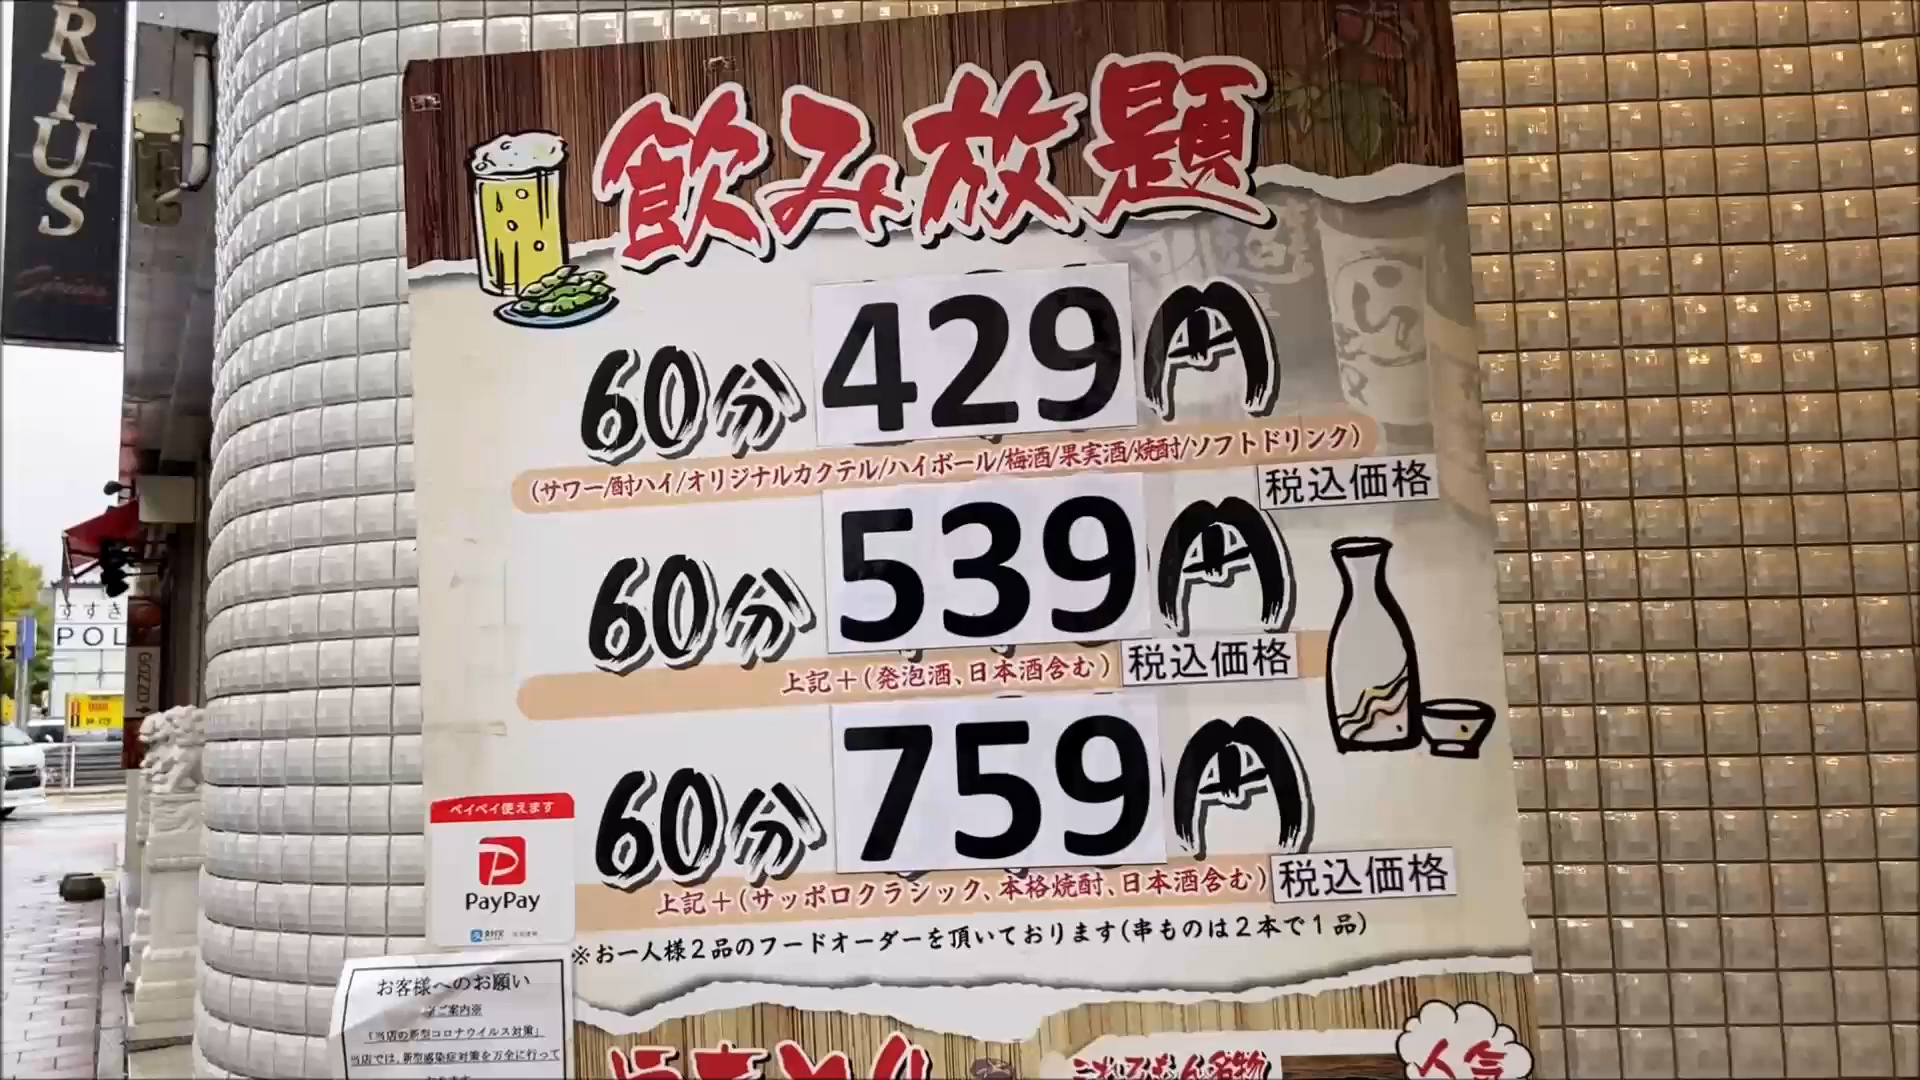 RIUS
飲み放題
60分 429円
(サワー/酎ハイ/オリジナルカクテル/ハイボール/梅酒/果実酒/焼酎/ソフトドリンク)
税込価格
60分 539円
上記＋(発泡酒、日本酒含む)
税込価格
60分 759円
上記＋(サッポロクラシック、本格焼酎、日本酒含む)
税込価格
※お一人様２品のフードオーダーを頂いております(串ものは２本で１品)
すすき
POL
GOZZO
ペイペイ使えます
PayPay
お客様へのお願い
ご案内※
「当店の新型コロナウイルス対策」
当店では、新型感染症対策を万全に行って
名物
人気